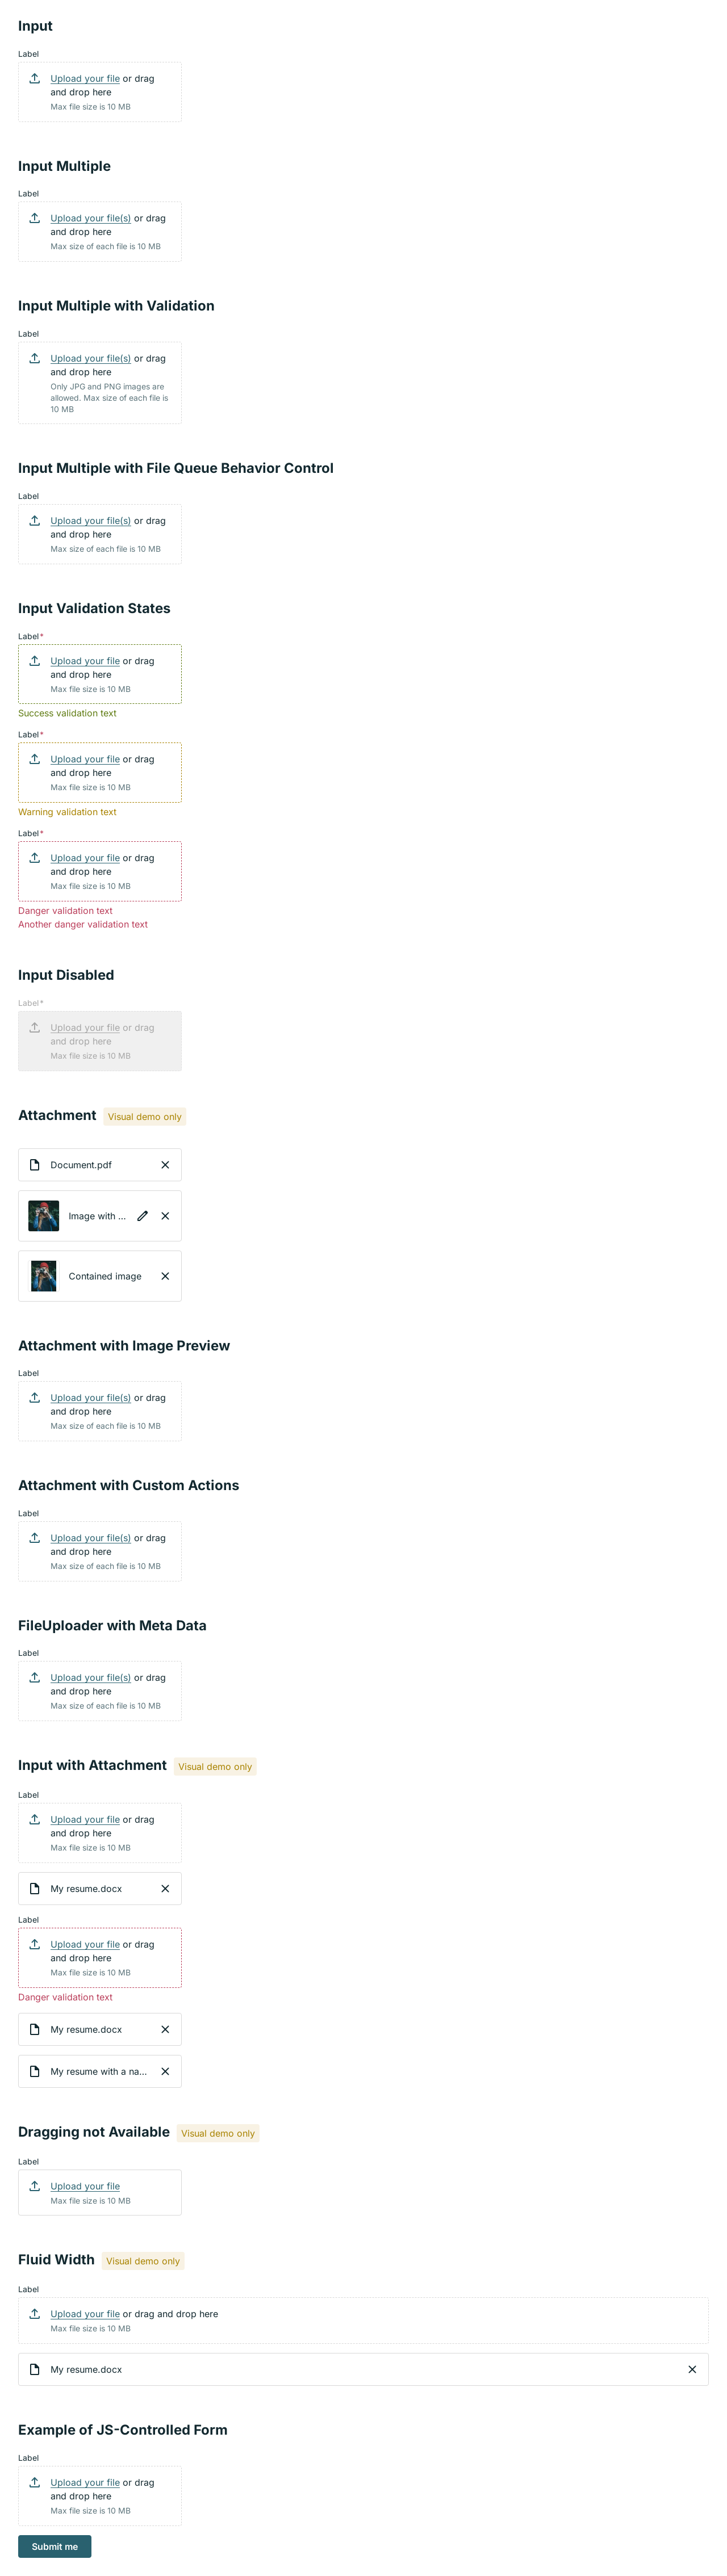 Input
Label
Upload your file or drag
and drop here
Max file size is 10 MB
Input Multiple
Label
Upload your file(s) or drag
and drop here
Max size of each file is 10 MB
Input Multiple with Validation
Label
Upload your file(s) or drag
and drop here
Only JPG and PNG images are
allowed. Max size of each file is
10 MB
Input Multiple with File Queue Behavior Control
Label
Upload your file(s) or drag
and drop here
Max size of each file is 10 MB
Input Validation States
Label*
Upload your file or drag
and drop here
Max file size is 10 MB
Success validation text
Label*
Upload your file or drag
and drop here
Max file size is 10 MB
Warning validation text
Label*
Upload your file or drag
and drop here
Max file size is 10 MB
Danger validation text
Another danger validation text
Input Disabled
Label*
Upload your file or drag
and drop here
Max file size is 10 MB
Attachment Visual demo only
Document.pdf
Image with ...
Contained image
Attachment with Image Preview
Label
Upload your file(s) or drag
and drop here
Max size of each file is 10 MB
Attachment with Custom Actions
Label
Upload your file(s) or drag
and drop here
Max size of each file is 10 MB
FileUploader with Meta Data
Label
Upload your file(s) or drag
and drop here
Max size of each file is 10 MB
Input with Attachment Visual demo only
Label
Upload your file or drag
and drop here
Max file size is 10 MB
My resume.docx
Label
Upload your file or drag
and drop here
Max file size is 10 MB
Danger validation text
My resume.docx
My resume with a na...
Dragging not Available Visual demo only
Label
Upload your file
Max file size is 10 MB
Fluid Width Visual demo only
Label
Upload your file or drag and drop here
Max file size is 10 MB
My resume.docx
Example of JS-Controlled Form
Label
Upload your file or drag
and drop here
Max file size is 10 MB
Submit me